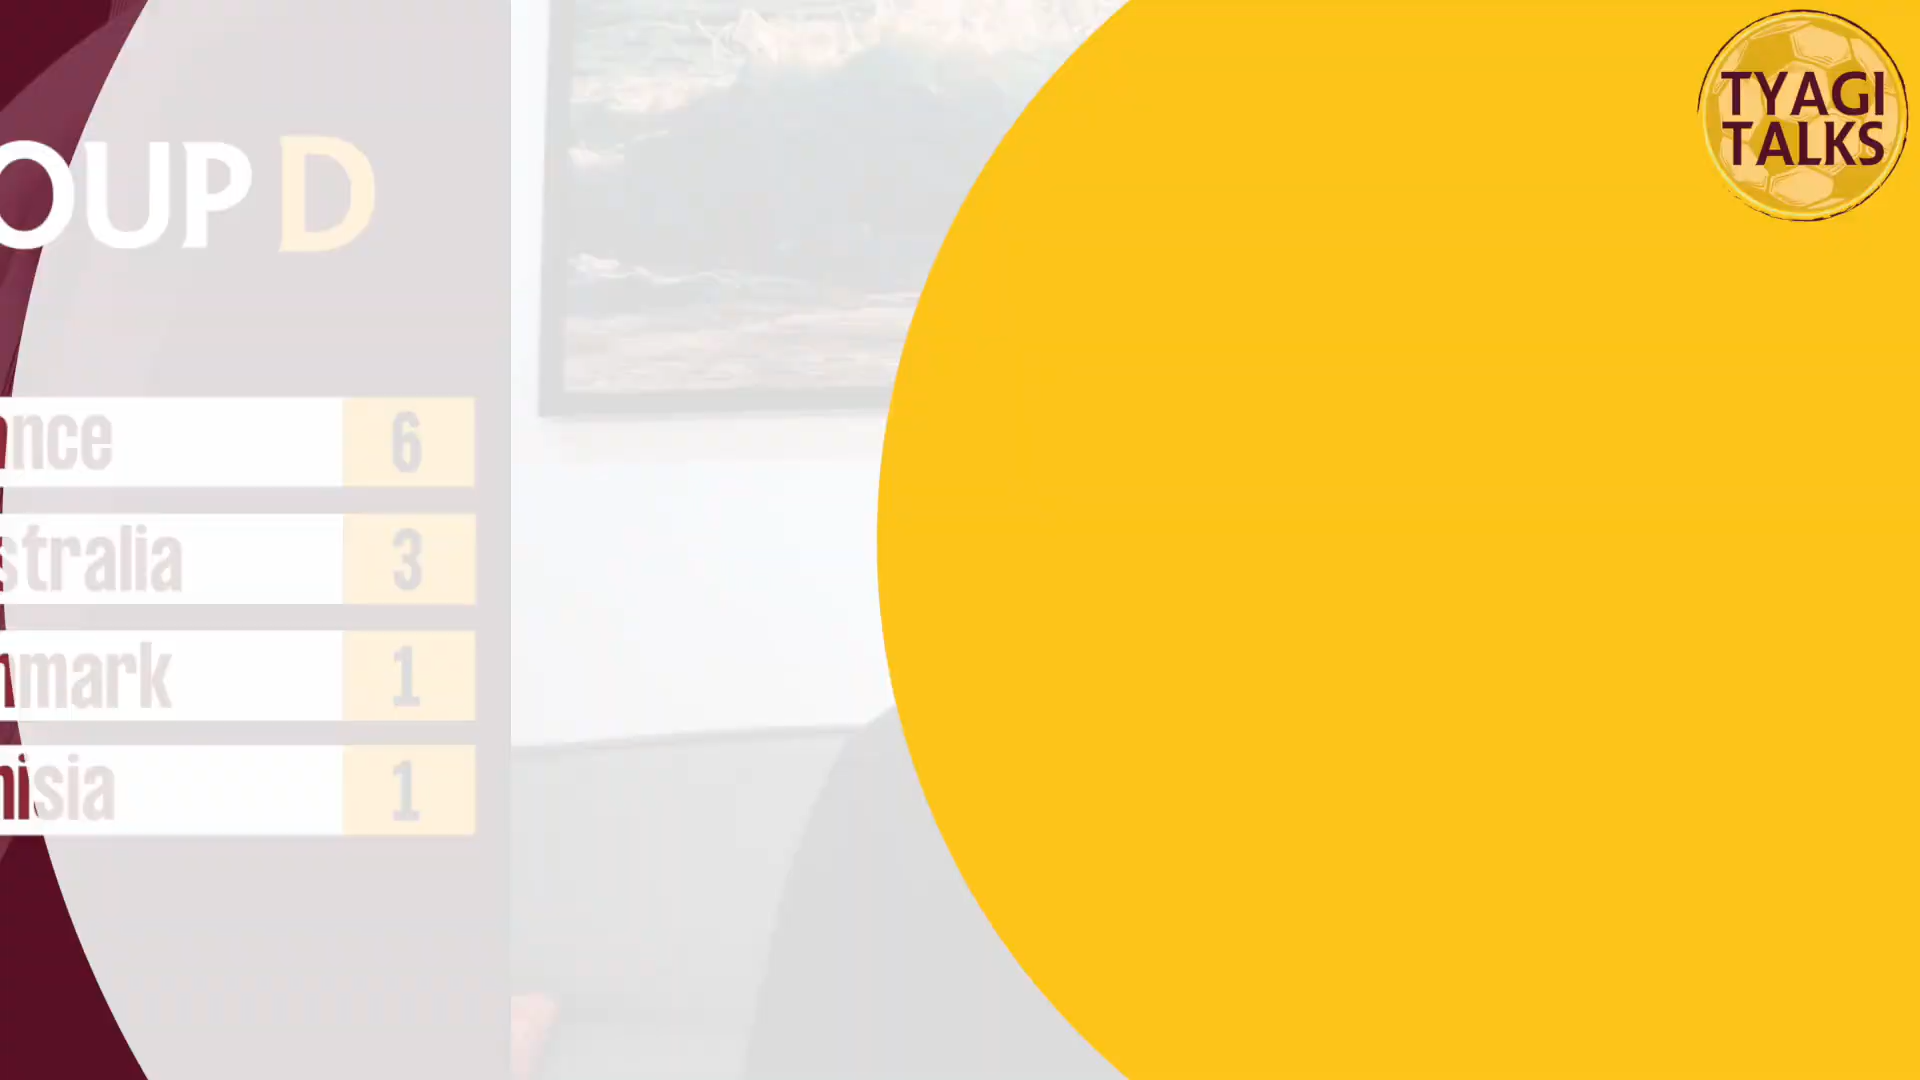 OUP D
nce 6
stralia 3
nmark 1
nisia 1
TYAGI
TALKS